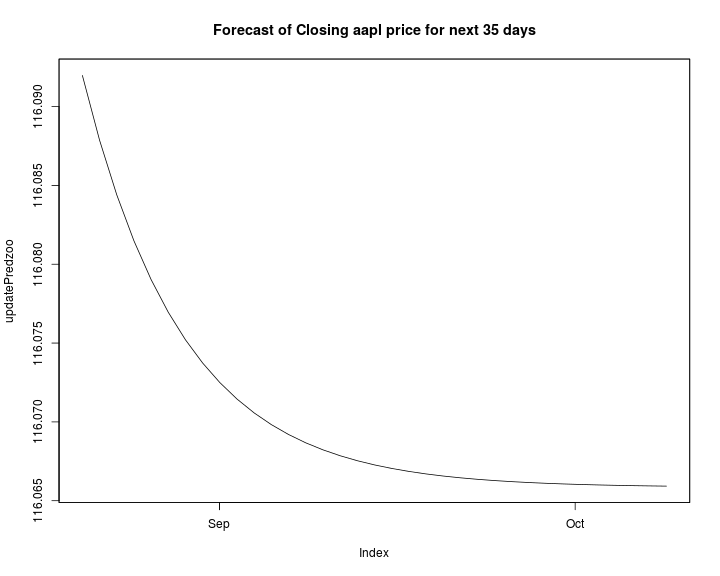 Forecast of Closing aapl price for next 35 days
updatePredzoo
116.090
116.085
116.080
116.075
116.070
116.065
Sep
Oct
Index